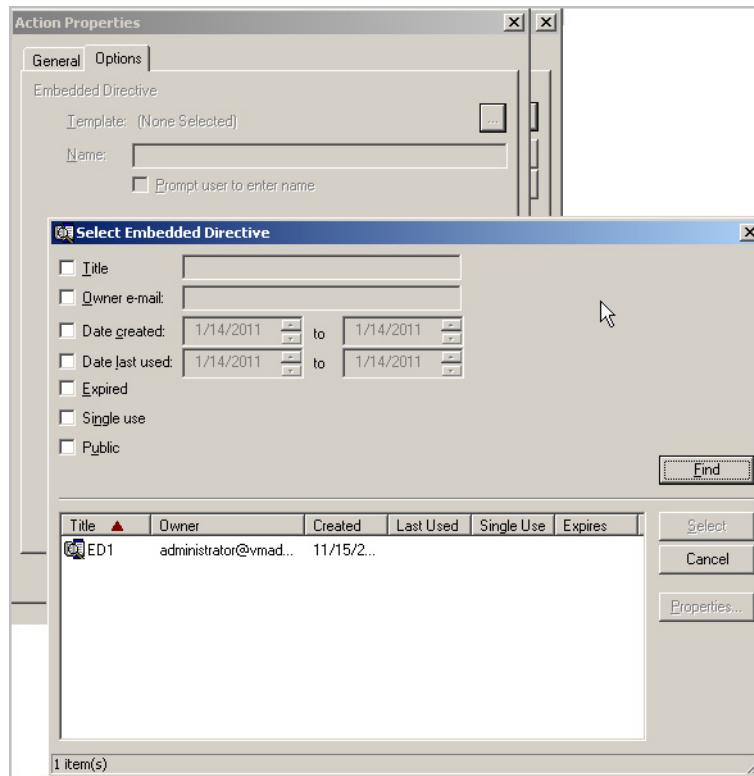 Action Properties
General Options
Embedded Directive
Template: (None Selected) ...
Name:
Prompt user to enter name
Select Embedded Directive
Title
Owner e-mail:
Date created: 1/14/2011 to 1/14/2011
Date last used: 1/14/2011 to 1/14/2011
Expired
Single use
Public
Find
Title Owner Created Last Used Single Use Expires
Select
ED1 administrator@vmad... 11/15/2...
Cancel
Properties...
1 item(s)